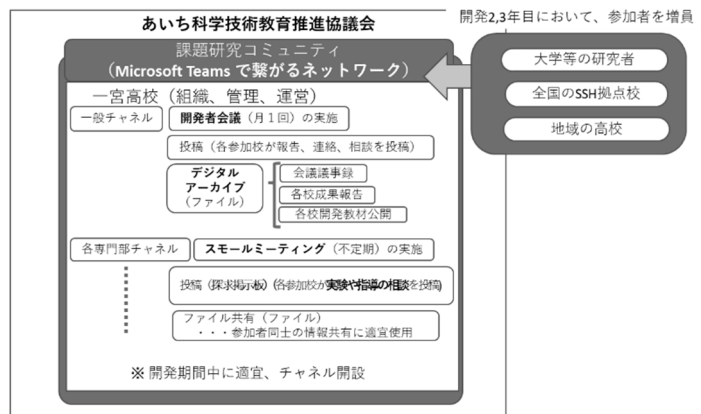 開発2,3年目において、参加者を増員
あいち科学技術教育推進協議会
課題研究コミュニティ
（Microsoft Teams で繋がるネットワーク）
大学等の研究者
全国のSSH拠点校
地域の高校
一宮高校（組織、管理、運営）
一般チャネル
開発者会議（月１回）の実施
投稿（各参加校が報告、連絡、相談を投稿）
デジタル
アーカイブ
（ファイル）
会議議事録
各校成果報告
各校開発教材公開
各専門部チャネル
スモールミーティング（不定期）の実施
投稿（探求掲示板）（各参加校が実験や指導の相談を投稿）
ファイル共有（ファイル）
・・・参加者同士の情報共有に適宜使用
※ 開発期間中に適宜、チャネル開設